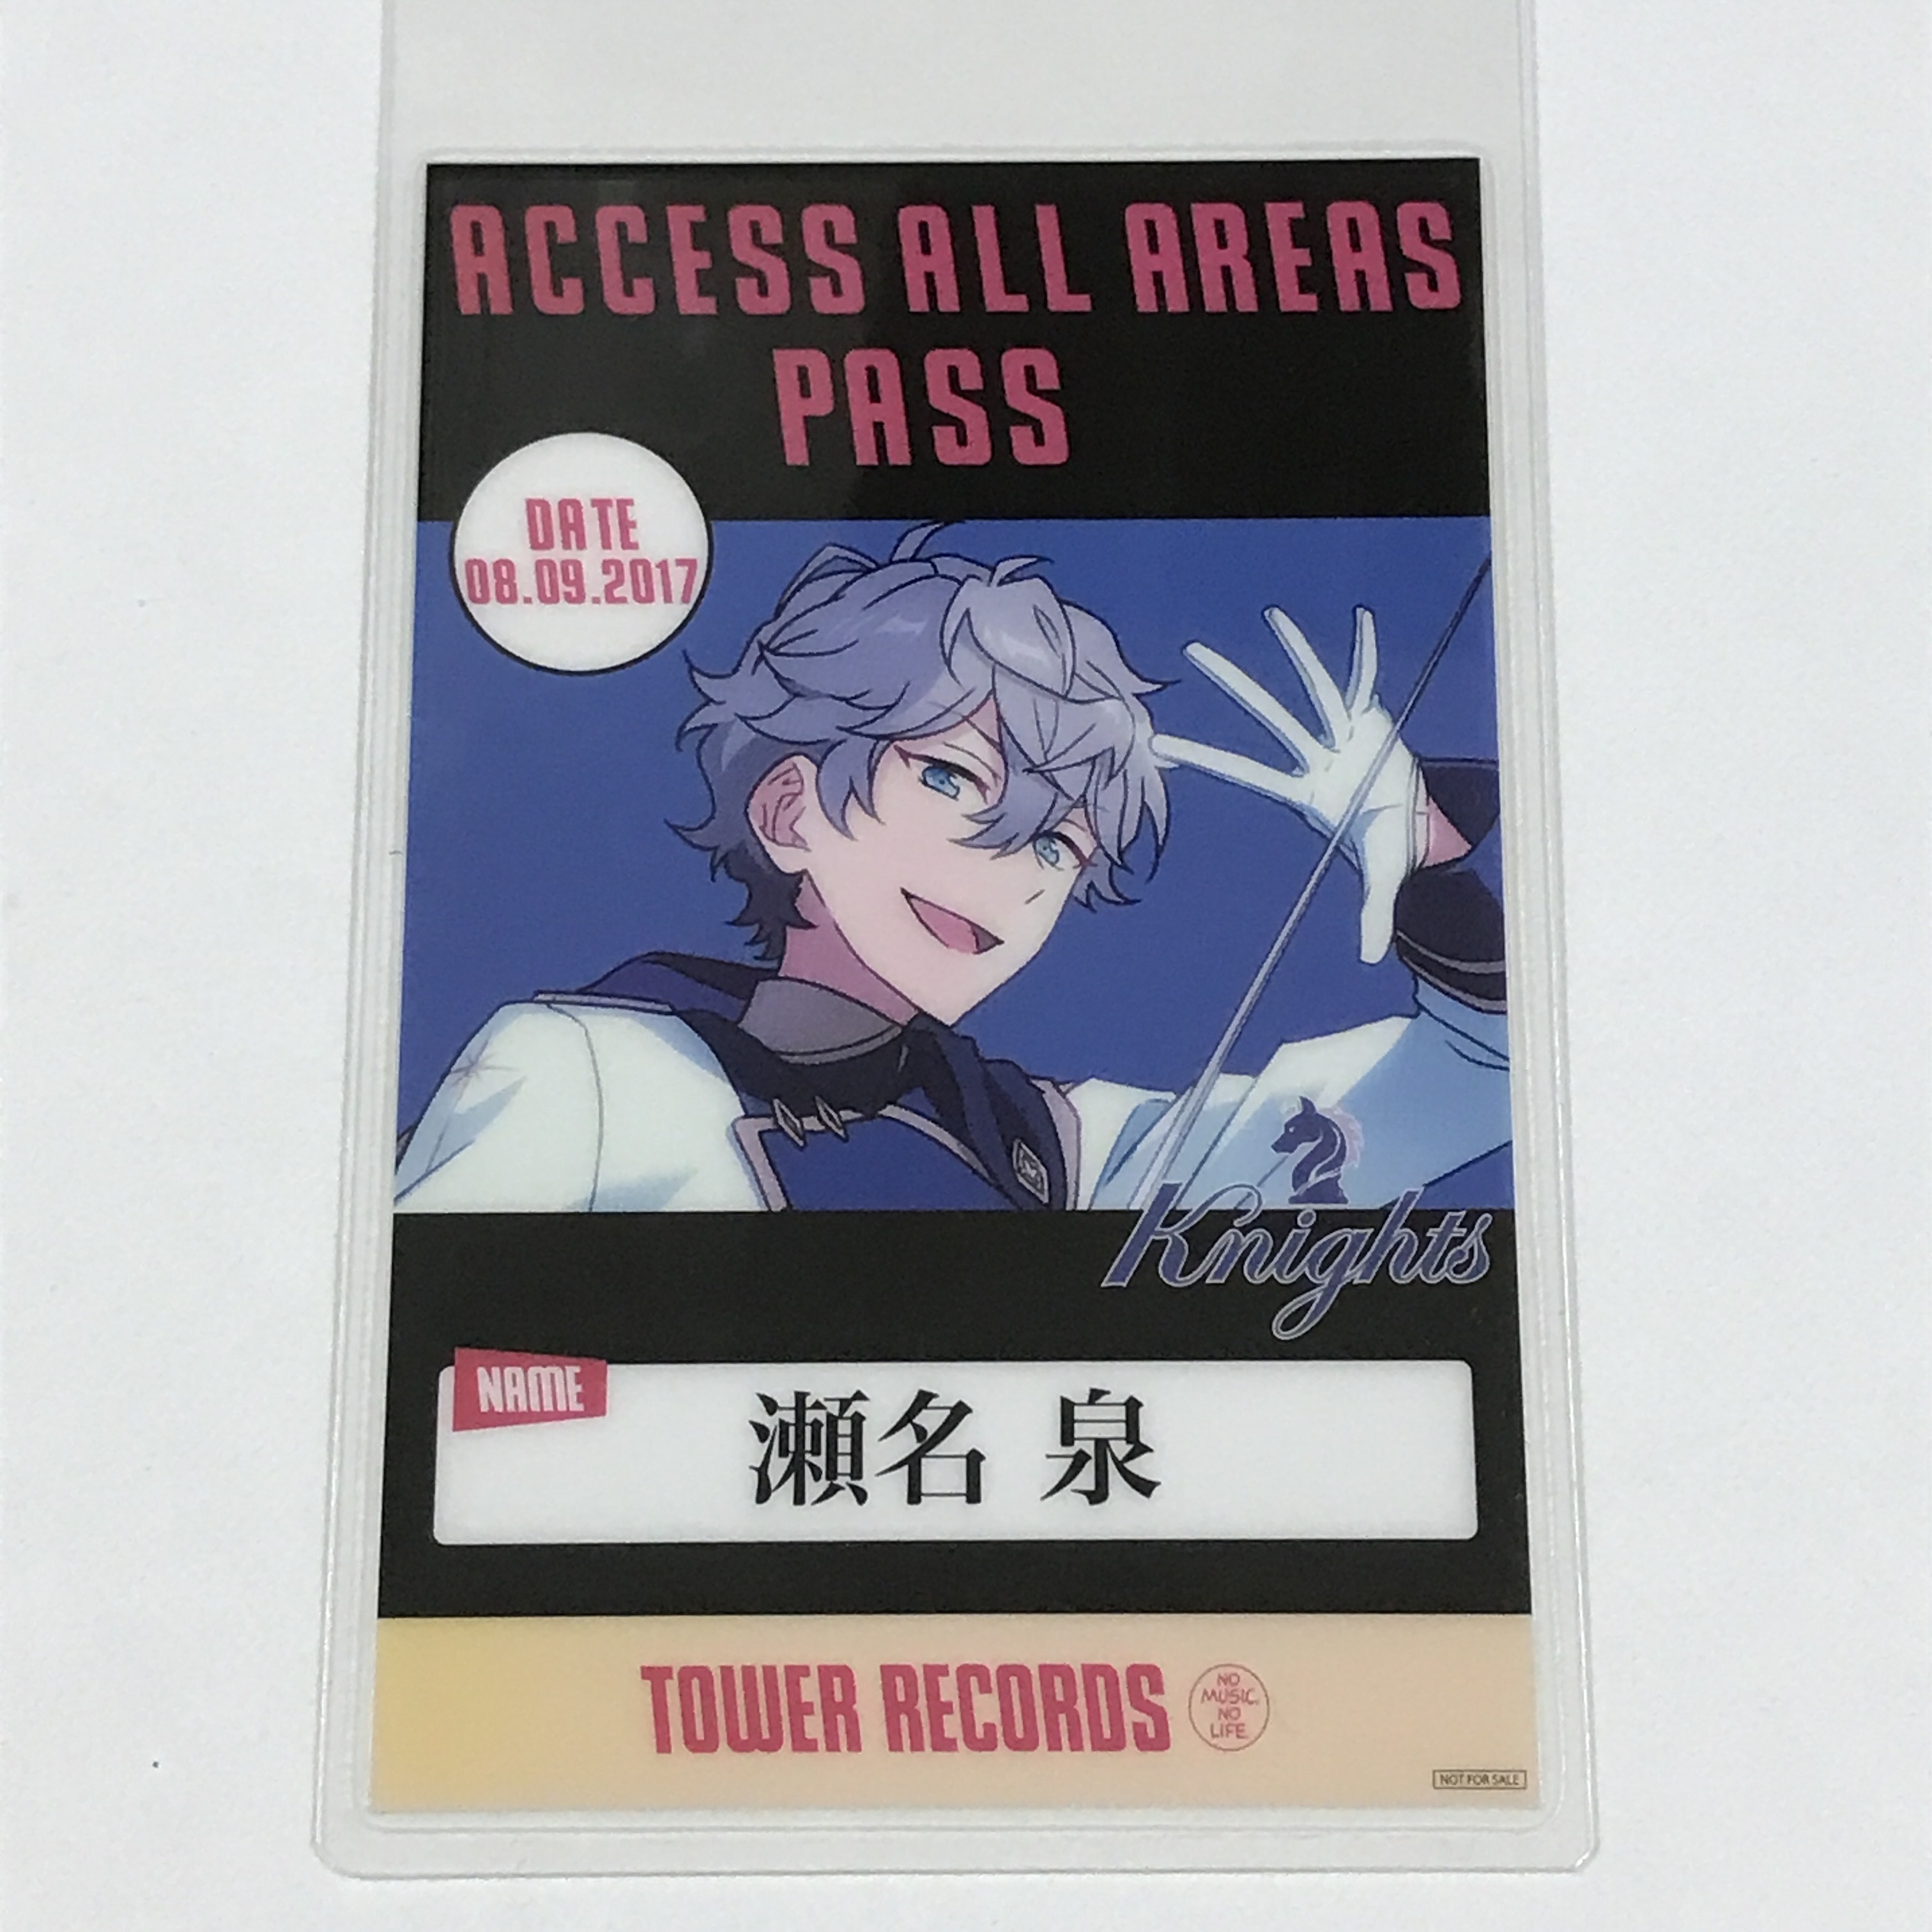 ACCESS ALL AREAS
PASS
DATE
08.09.2017
Knights
NAME
瀬名 泉
TOWER RECORDS
NO
MUSIC,
NO
LIFE.
NOT FOR SALE